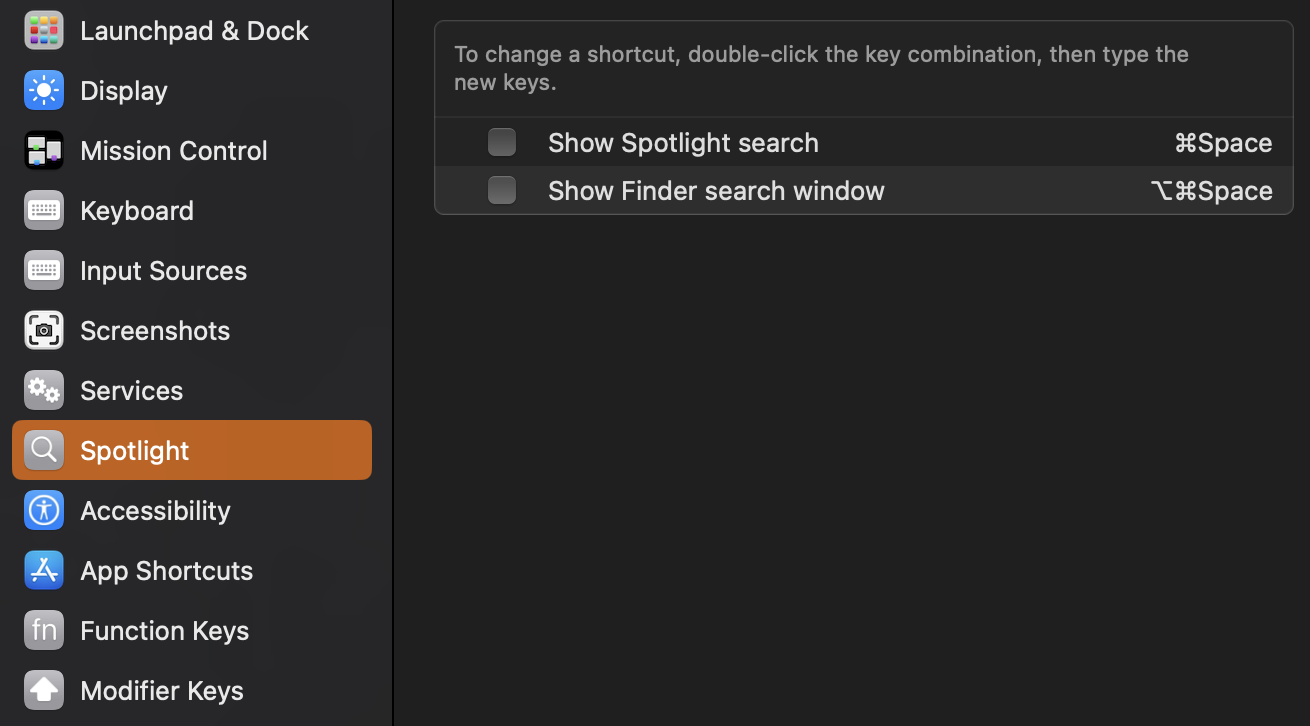 Launchpad & Dock
Display
Mission Control
Keyboard
Input Sources
Screenshots
Services
Spotlight
Accessibility
App Shortcuts
fn Function Keys
Modifier Keys
To change a shortcut, double-click the key combination, then type the
new keys.
Show Spotlight search ⌘Space
Show Finder search window ⌥⌘Space